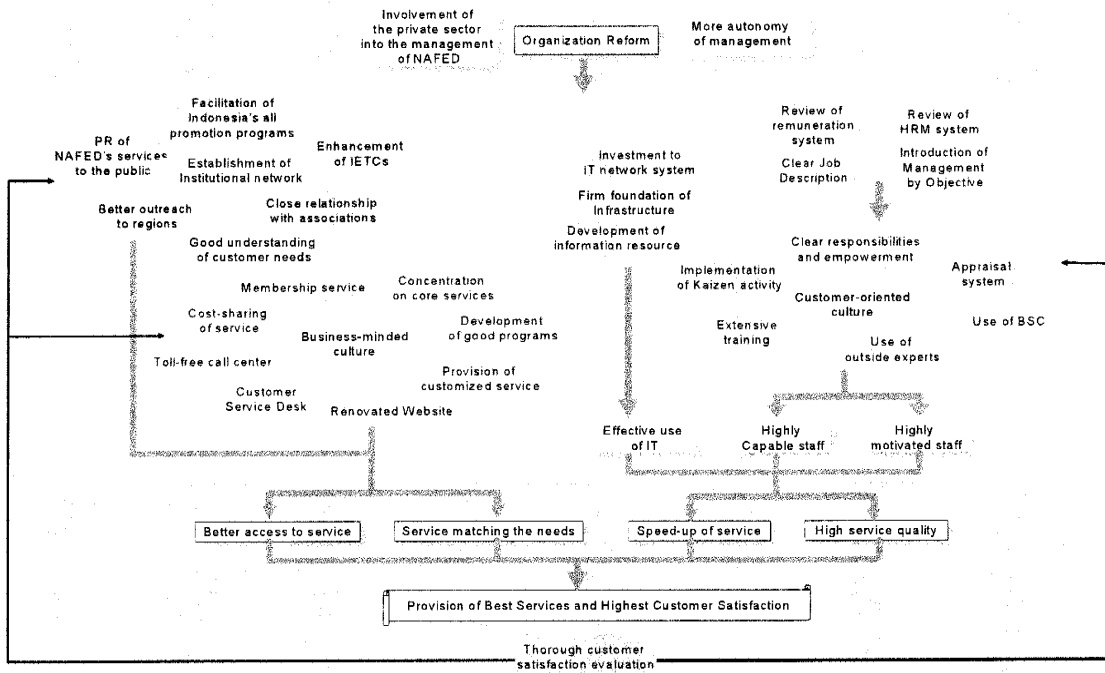 Involvement of
the private sector
into the management
of NAFED
Organization Reform
More autonomy
of management
Facilitation of
Indonesia's all
promotion programs
PR of
NAFED's services
to the public
Establishment of
Institutional network
Enhancement
of IETCs
Better outreach
to regions
Close relationship
with associations
Good understanding
of customer needs
Membership service
Concentration
on core services
Cost-sharing
of service
Business-minded
culture
Development
of good programs
Toll-free call center
Provision of
customized service
Customer
Service Desk
Renovated Website
Investment to
IT network system
Firm foundation of
Infrastructure
Development of
information resource
Review of
remuneration
system
Review of
HRM system
Clear Job
Description
Introduction of
Management
by Objective
Clear responsibilities
and empowerment
Implementation
of Kaizen activity
Appraisal
system
Customer-oriented
culture
Extensive
training
Use of BSC
Use of
outside experts
Effective use
of IT
Highly
Capable staff
Highly
motivated staff
Better access to service
Service matching the needs
Speed-up of service
High service quality
Provision of Best Services and Highest Customer Satisfaction
Thorough customer
satisfaction evaluation